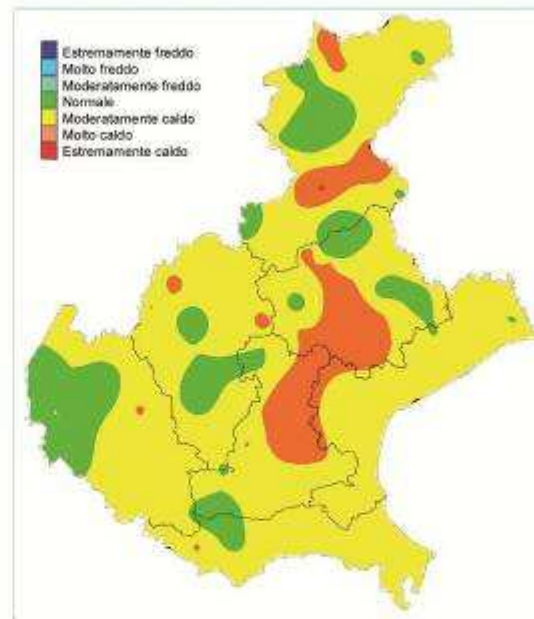 Estremamente freddo
Molto freddo
Moderatamente freddo
Normale
Moderatamente caldo
Molto caldo
Estremamente caldo